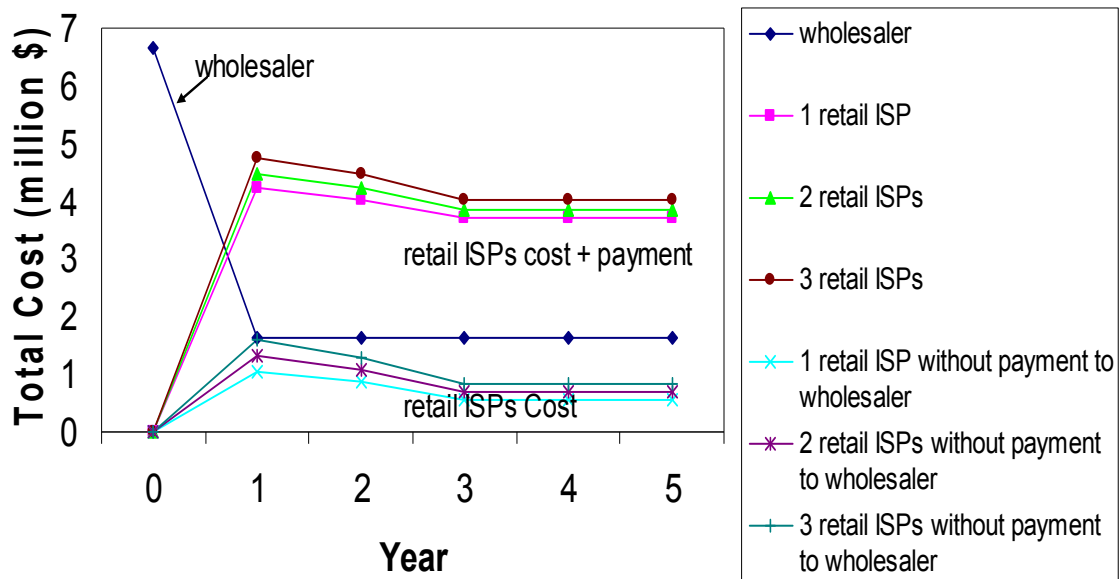 Total Cost (million $)
7
6
5
4
3
2
1
0
wholesaler
retail ISPs cost + payment
retail ISPs Cost
0 1 2 3 4 5
Year
wholesaler
1 retail ISP
2 retail ISPs
3 retail ISPs
1 retail ISP without payment to
wholesaler
2 retail ISPs without payment
to wholesaler
3 retail ISPs without payment
to wholesaler